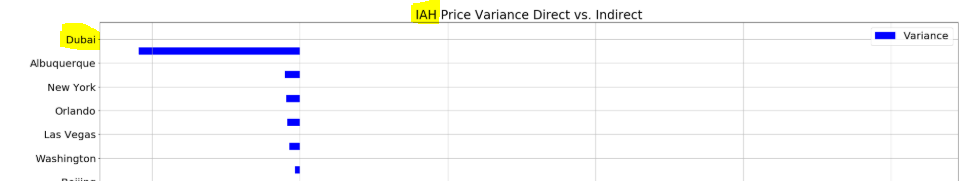 IAH Price Variance Direct vs. Indirect
Variance
Dubai
Albuquerque
New York
Orlando
Las Vegas
Washington